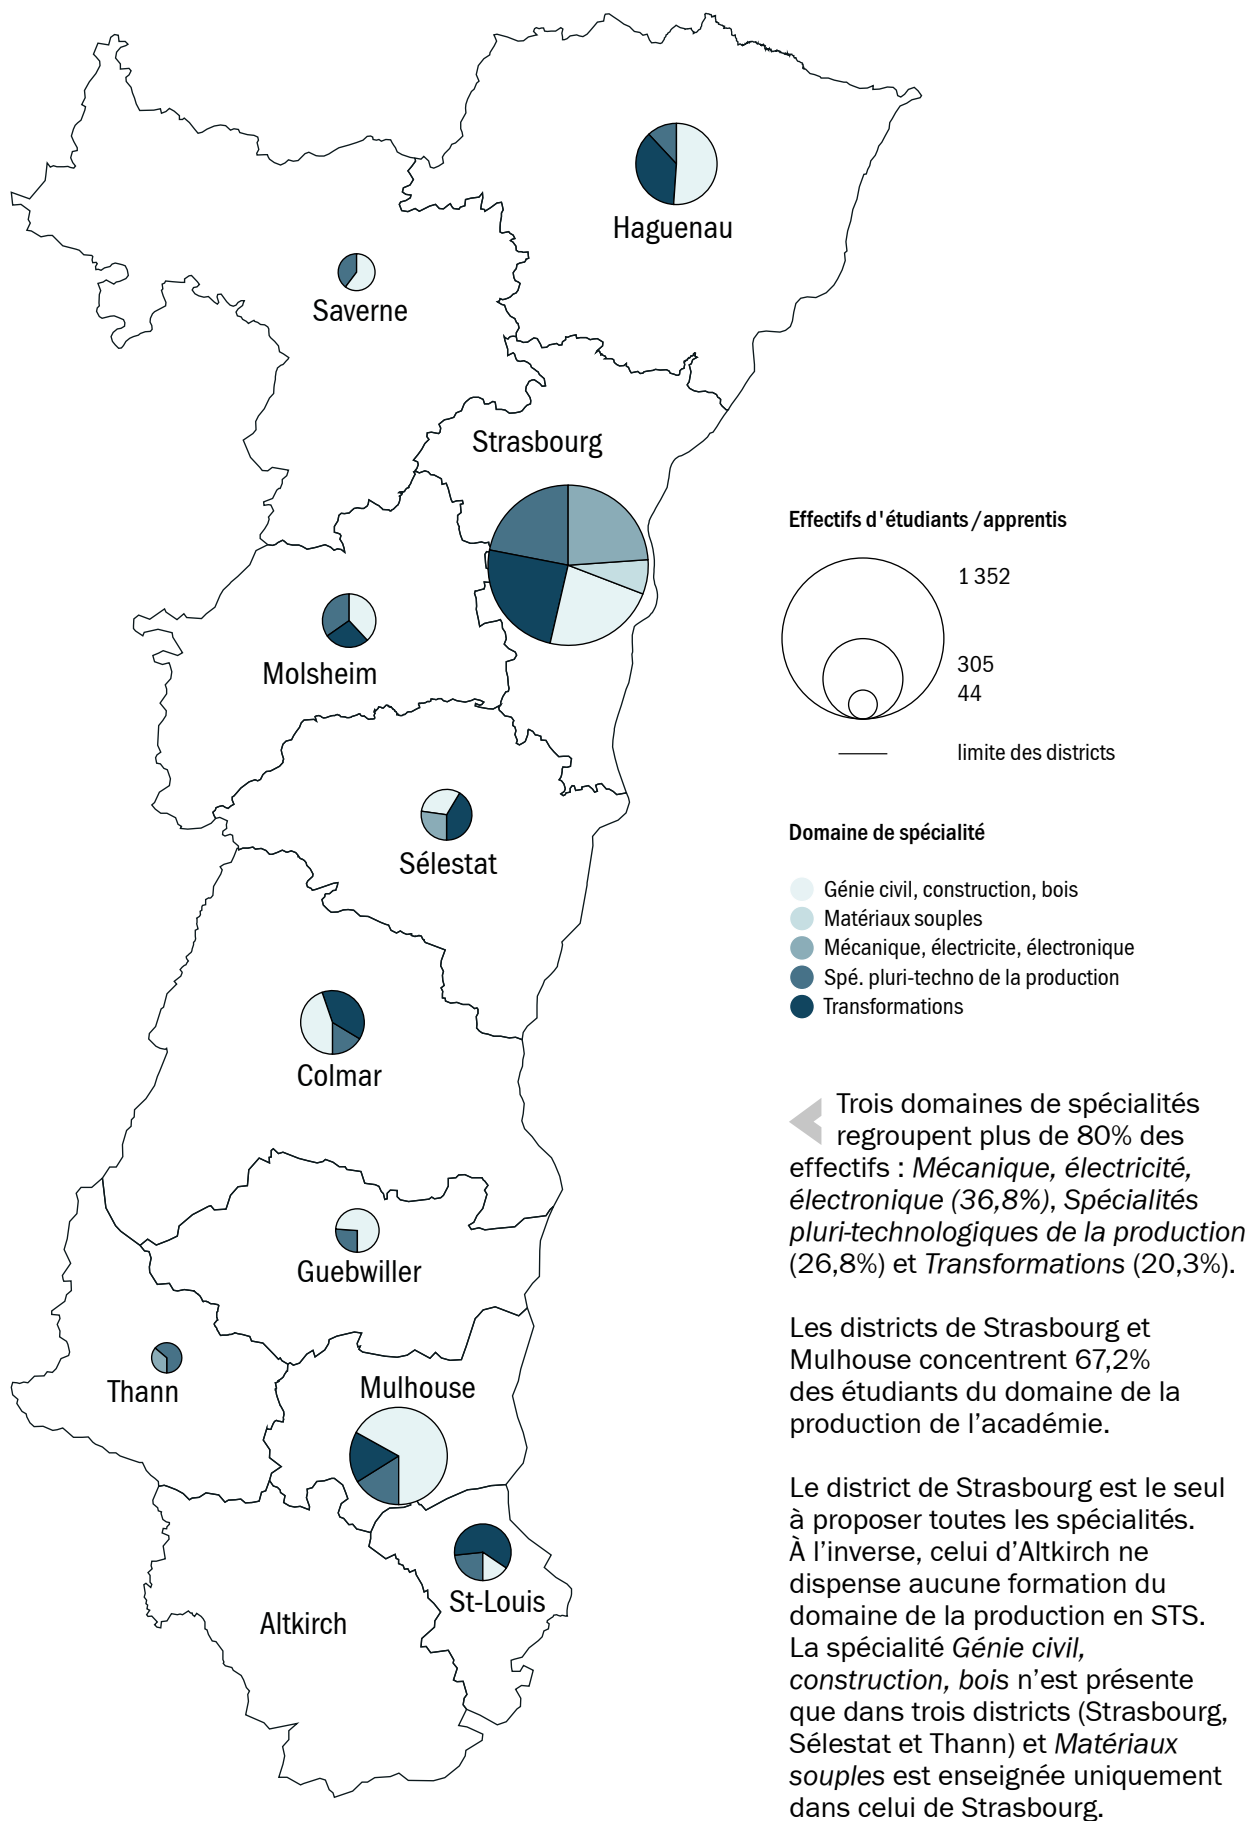 Haguenau
Saverne
Strasbourg
Molsheim
Sélestat
Colmar
Guebwiller
Thann
Mulhouse
St-Louis
Altkirch
Effectifs d'étudiants / apprentis
1 352
305
44
limite des districts
Domaine de spécialité
Génie civil, construction, bois
Matériaux souples
Mécanique, électricite, électronique
Spé. pluri-techno de la production
Transformations
Trois domaines de spécialités
regroupent plus de 80% des
effectifs : Mécanique, électricité,
électronique (36,8%), Spécialités
pluri-technologiques de la production
(26,8%) et Transformations (20,3%).
Les districts de Strasbourg et
Mulhouse concentrent 67,2%
des étudiants du domaine de la
production de l’académie.
Le district de Strasbourg est le seul
à proposer toutes les spécialités.
À l’inverse, celui d’Altkirch ne
dispense aucune formation du
domaine de la production en STS.
La spécialité Génie civil,
construction, bois n’est présente
que dans trois districts (Strasbourg,
Sélestat et Thann) et Matériaux
souples est enseignée uniquement
dans celui de Strasbourg.